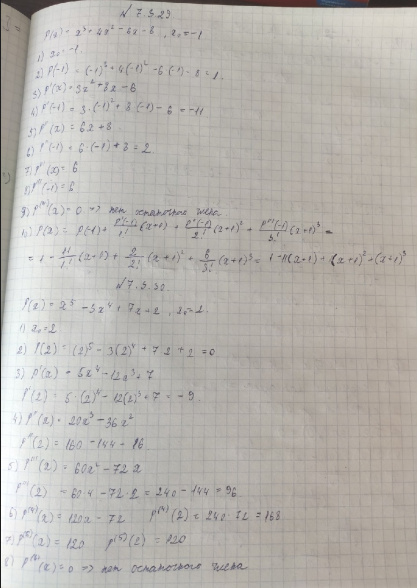 N 7.5.29
P(x) = x³ + 4x² - 6x - 8, x₀ = -1
1) x₀ = -1
2) P(-1) = (-1)³ + 4(-1)² - 6(-1) - 8 = 1
3) P'(x) = 3x² + 8x - 6
4) P'(-1) = 3·(-1)² + 8(-1) - 6 = -11
5) P''(x) = 6x + 8
6) P''(-1) = 6·(-1) + 8 = 2
7) P'''(x) = 6
8) P'''(-1) = 6
9) P⁽⁴⁾(x) = 0 => нет остаточного члена
10) P(x) = P(-1) + P'(-1)/1! (x+1) + P''(-1)/2! (x+1)² + P'''(-1)/3! (x+1)³ =
= 1 - 11/1! (x+1) + 2/2! (x+1)² + 6/3! (x+1)³ = 1 - 11(x+1) + (x+1)² + (x+1)³
N 7.5.30
P(x) = x⁵ - 3x⁴ + 7x + 2, x₀ = 2
1) x₀ = 2
2) P(2) = (2)⁵ - 3(2)⁴ + 7·2 + 2 = 0
3) P'(x) = 5x⁴ - 12x³ + 7
P'(2) = 5·(2)⁴ - 12(2)³ + 7 = -9
4) P''(x) = 20x³ - 36x²
P''(2) = 160 - 144 = 16
5) P'''(x) = 60x² - 72x
P'''(2) = 60·4 - 72·2 = 240 - 144 = 96
6) P⁽⁴⁾(x) = 120x - 72 P⁽⁴⁾(2) = 240 - 72 = 168
7) P⁽⁵⁾(x) = 120 P⁽⁵⁾(2) = 120
8) P⁽⁶⁾(x) = 0 => нет остаточного члена